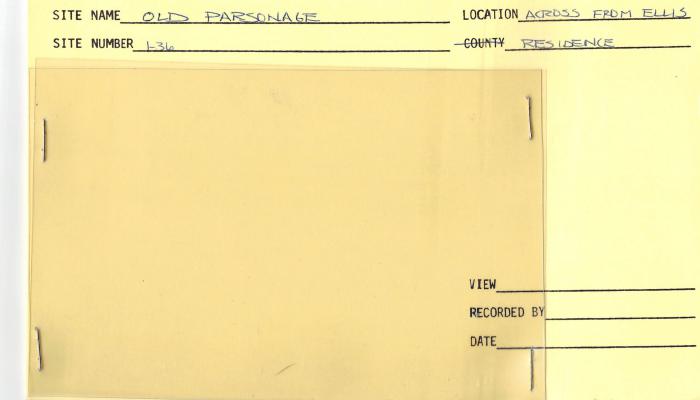 SITE NAME OLD PARSONAGE LOCATION ACROSS FROM ELLIS
SITE NUMBER 1-36 COUNTY RESIDENCE
VIEW
RECORDED BY
DATE